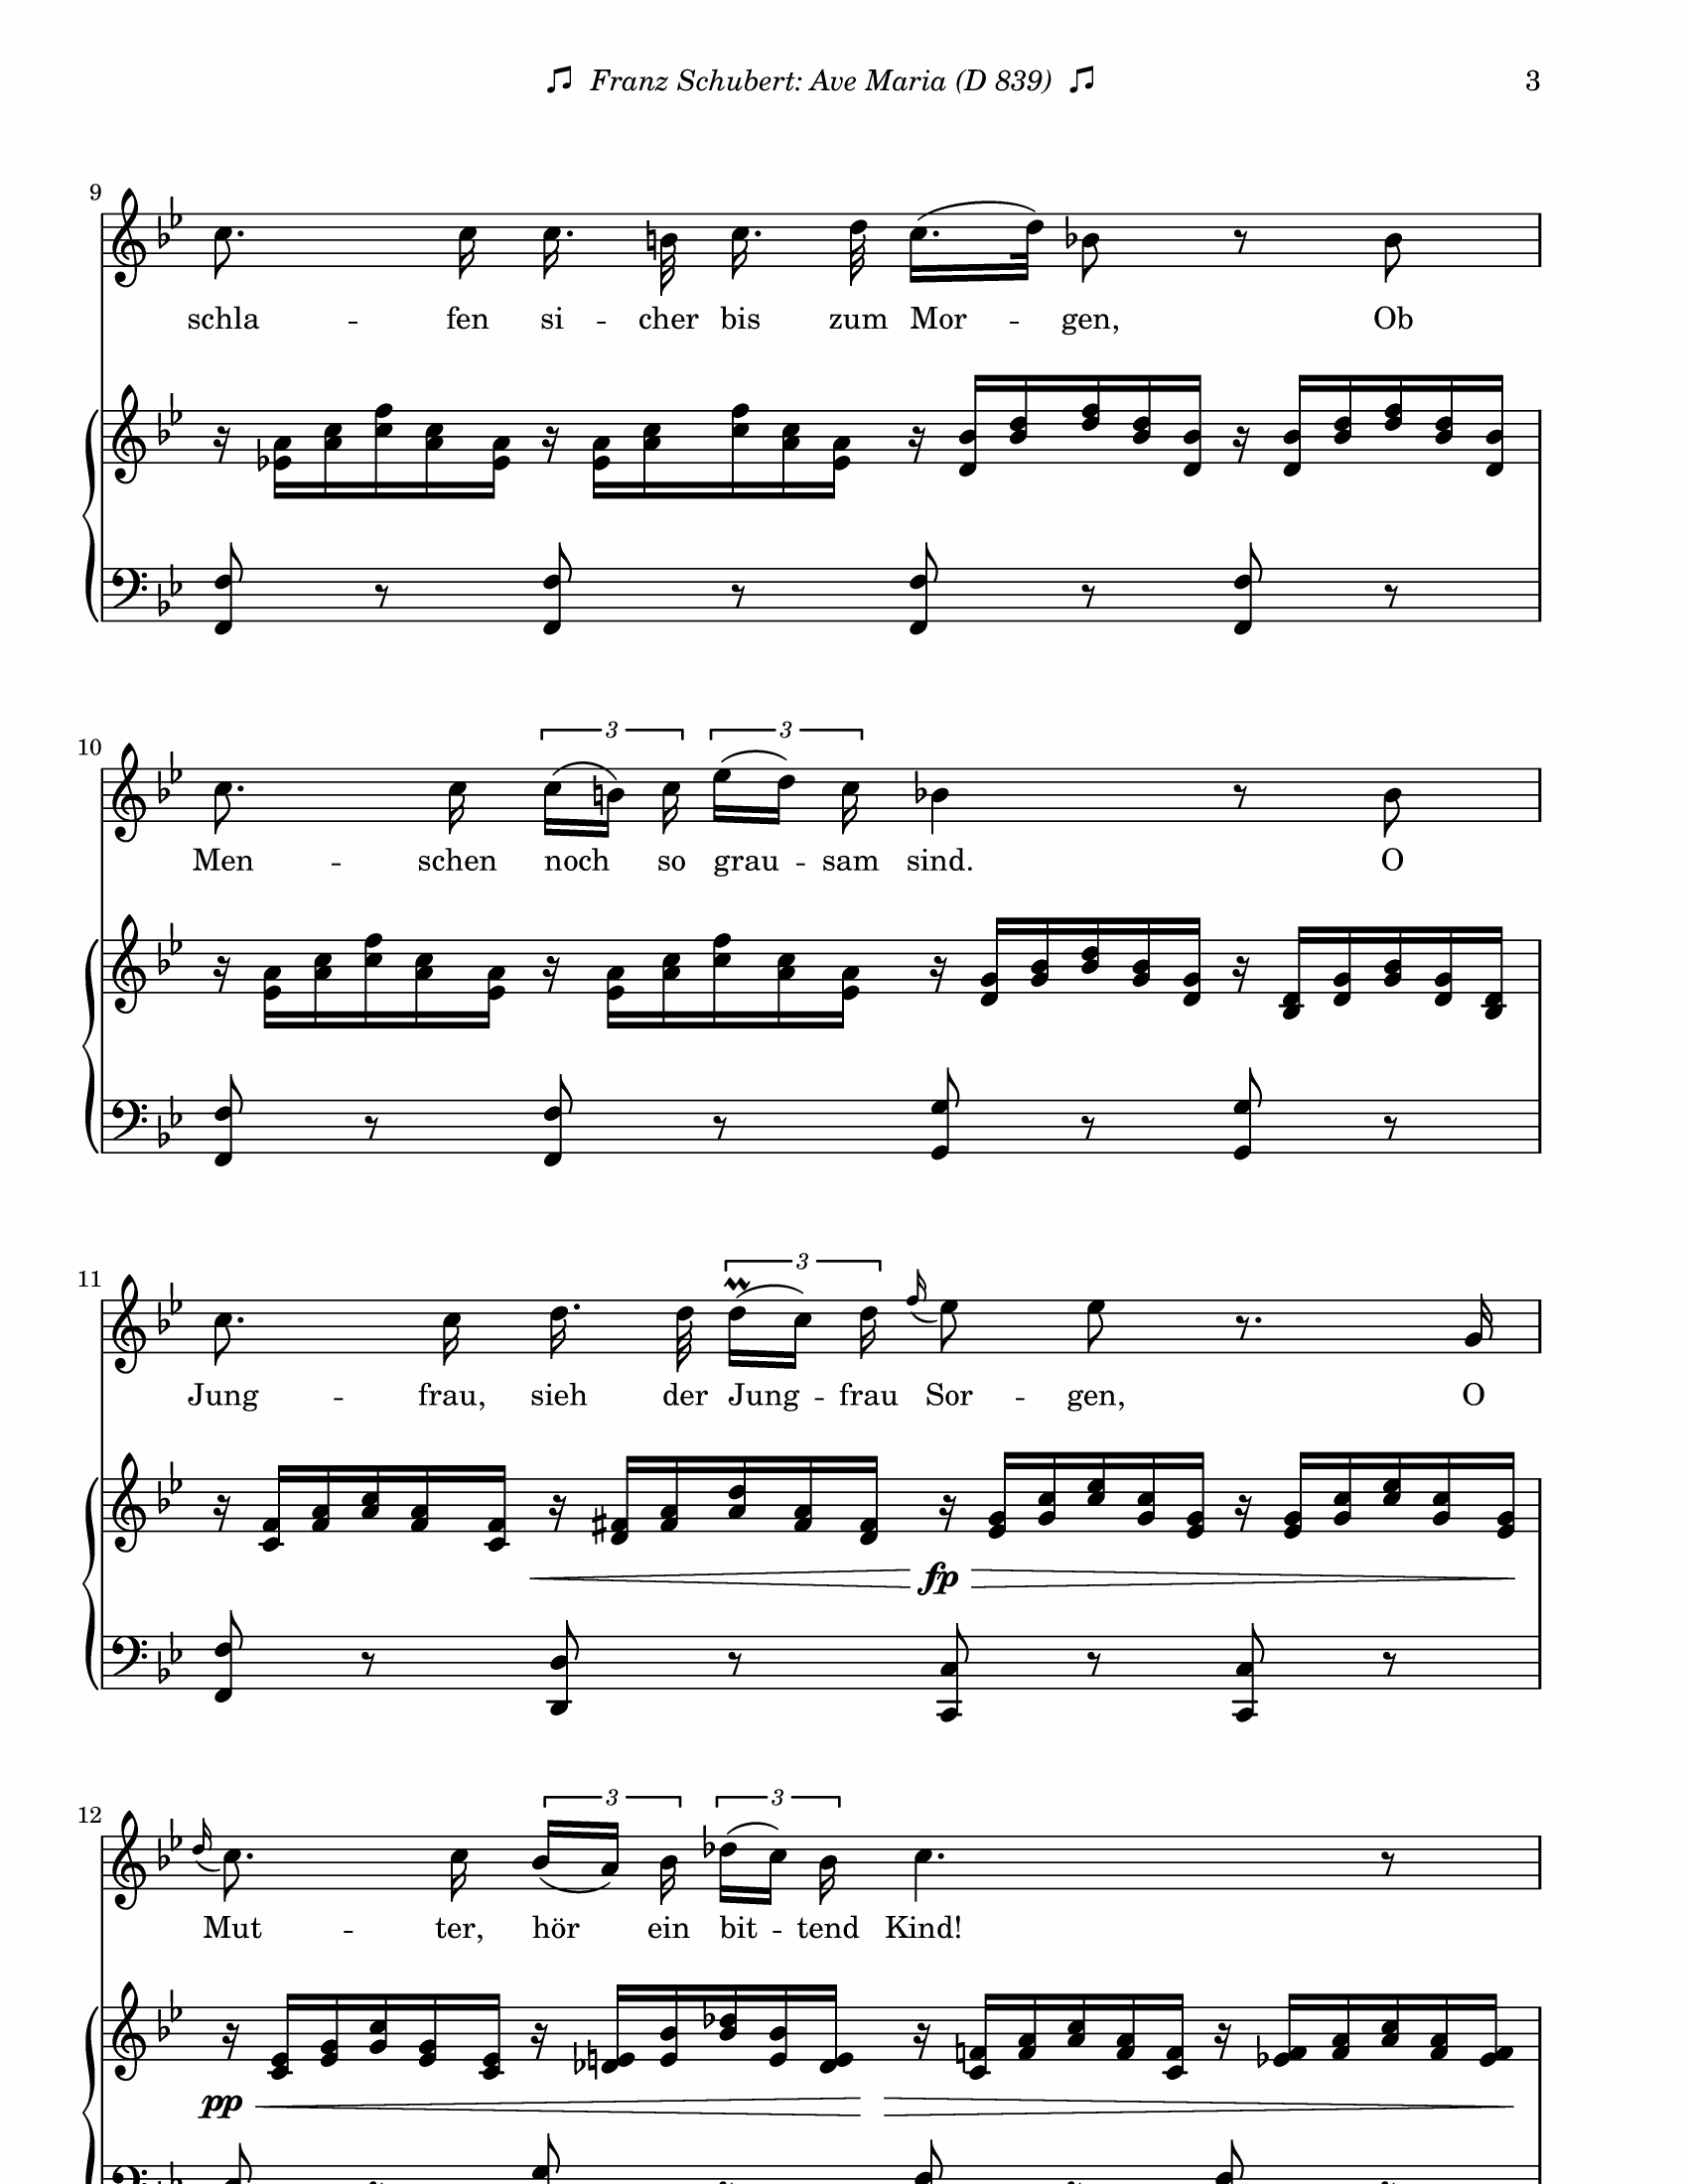 Franz Schubert: Ave Maria (D 839) 3
9
schla -- fen si -- cher bis zum Mor -- gen, Ob
10
3 3
Men -- schen noch so grau -- sam sind. O
11
3
Jung -- frau, sieh der Jung -- frau Sor -- gen, O
fp
12
3 3
Mut -- ter, hör ein bit -- tend Kind!
pp